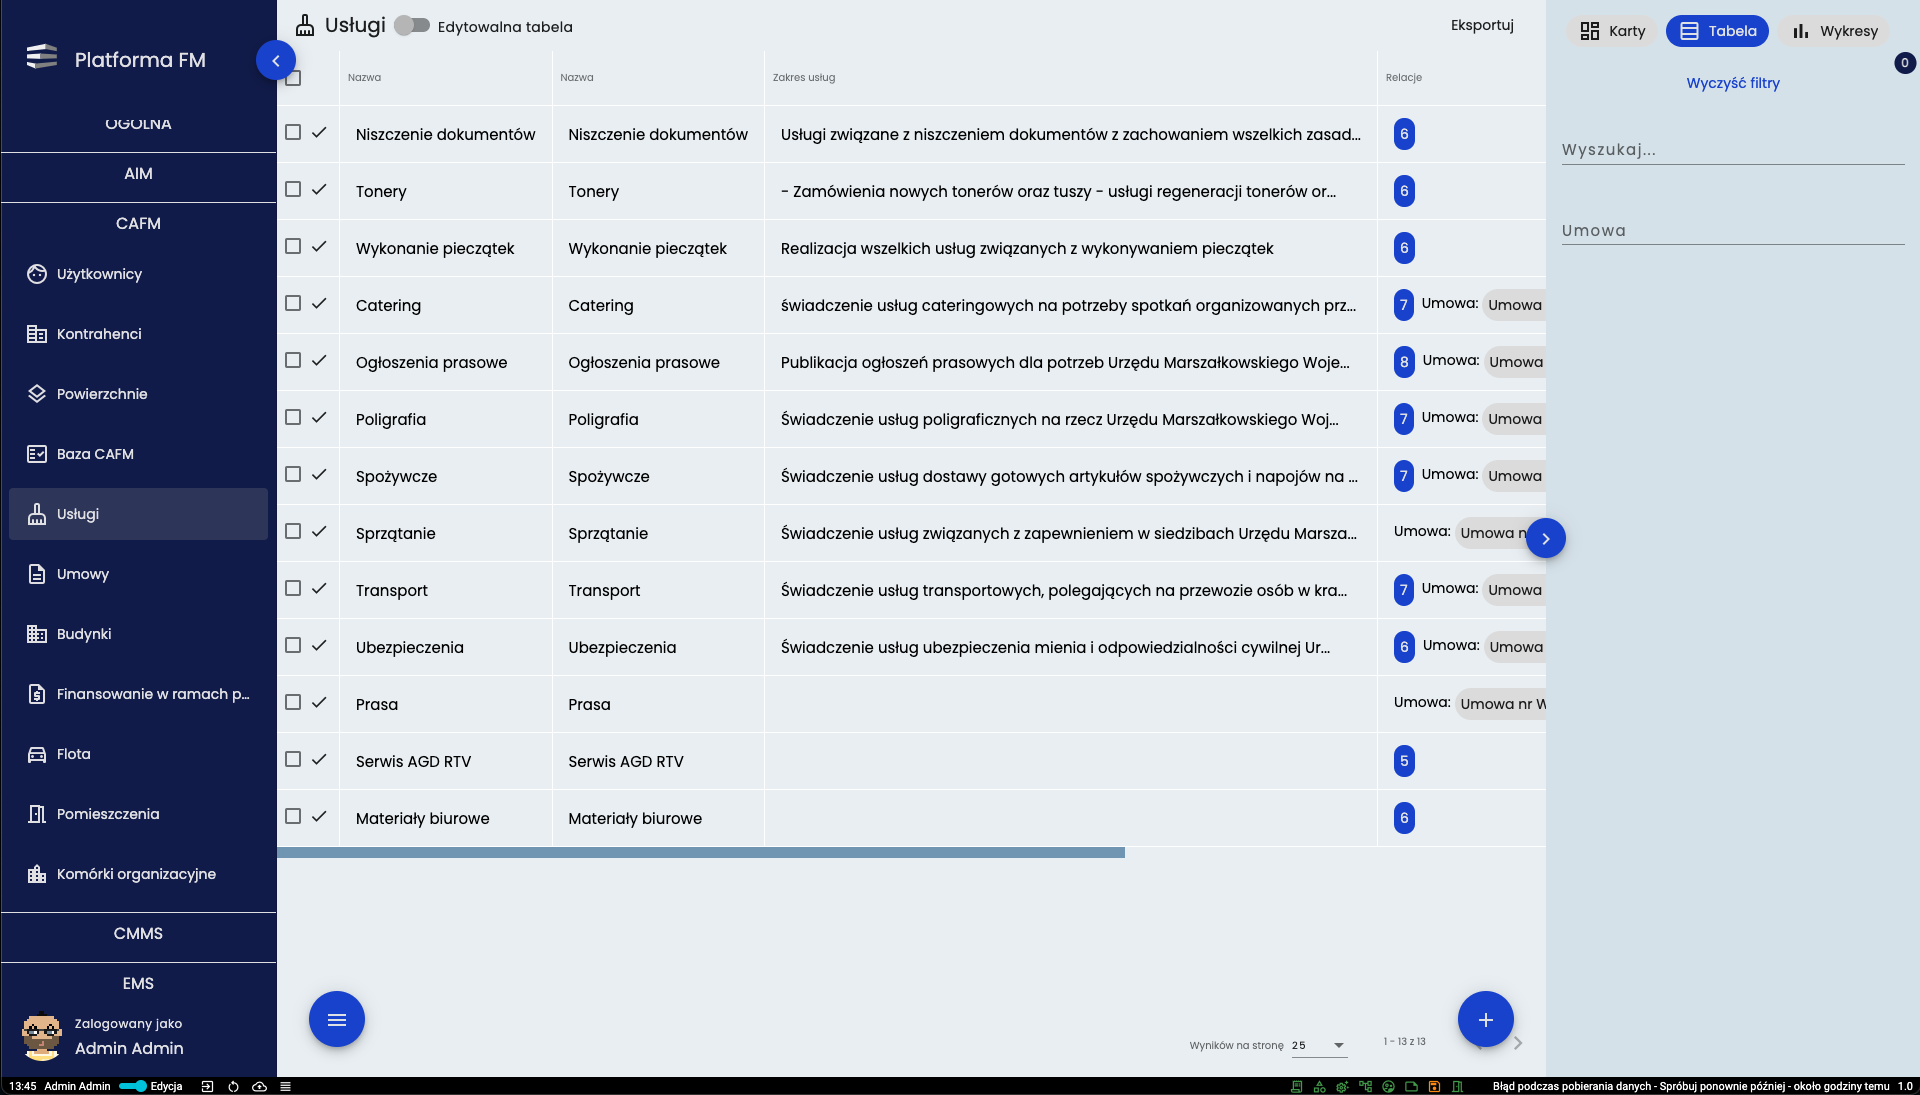 Platforma FM
OGÓLNA
AIM
CAFM
Użytkownicy
Kontrahenci
Powierzchnie
Baza CAFM
Usługi
Umowy
Budynki
Finansowanie w ramach p...
Flota
Pomieszczenia
Komórki organizacyjne
CMMS
EMS
Zalogowany jako
Admin Admin
Usługi Edytowalna tabela Eksportuj
Nazwa Nazwa Zakres usług Relacje
Niszczenie dokumentów Niszczenie dokumentów Usługi związane z niszczeniem dokumentów z zachowaniem wszelkich zasad... 6
Tonery Tonery - Zamówienia nowych tonerów oraz tuszy - usługi regeneracji tonerów or... 6
Wykonanie pieczątek Wykonanie pieczątek Realizacja wszelkich usług związanych z wykonywaniem pieczątek 6
Catering Catering świadczenie usług cateringowych na potrzeby spotkań organizowanych prz... 7 Umowa: Umowa
Ogłoszenia prasowe Ogłoszenia prasowe Publikacja ogłoszeń prasowych dla potrzeb Urzędu Marszałkowskiego Woje... 8 Umowa: Umowa
Poligrafia Poligrafia Świadczenie usług poligraficznych na rzecz Urzędu Marszałkowskiego Woj... 7 Umowa: Umowa
Spożywcze Spożywcze Świadczenie usług dostawy gotowych artykułów spożywczych i napojów na ... 7 Umowa: Umowa
Sprzątanie Sprzątanie Świadczenie usług związanych z zapewnieniem w siedzibach Urzędu Marsza... Umowa: Umowa n
Transport Transport Świadczenie usług transportowych, polegających na przewozie osób w kra... 7 Umowa: Umowa
Ubezpieczenia Ubezpieczenia Świadczenie usług ubezpieczenia mienia i odpowiedzialności cywilnej Ur... 6 Umowa: Umowa
Prasa Prasa Umowa: Umowa nr W
Serwis AGD RTV Serwis AGD RTV 5
Materiały biurowe Materiały biurowe 6
Wyników na stronę 25 1 - 13 z 13
Karty Tabela Wykresy
0
Wyczyść filtry
Wyszukaj...
Umowa
13:45 Admin Admin Edycja Błąd podczas pobierania danych - Spróbuj ponownie później - około godziny temu 1.0